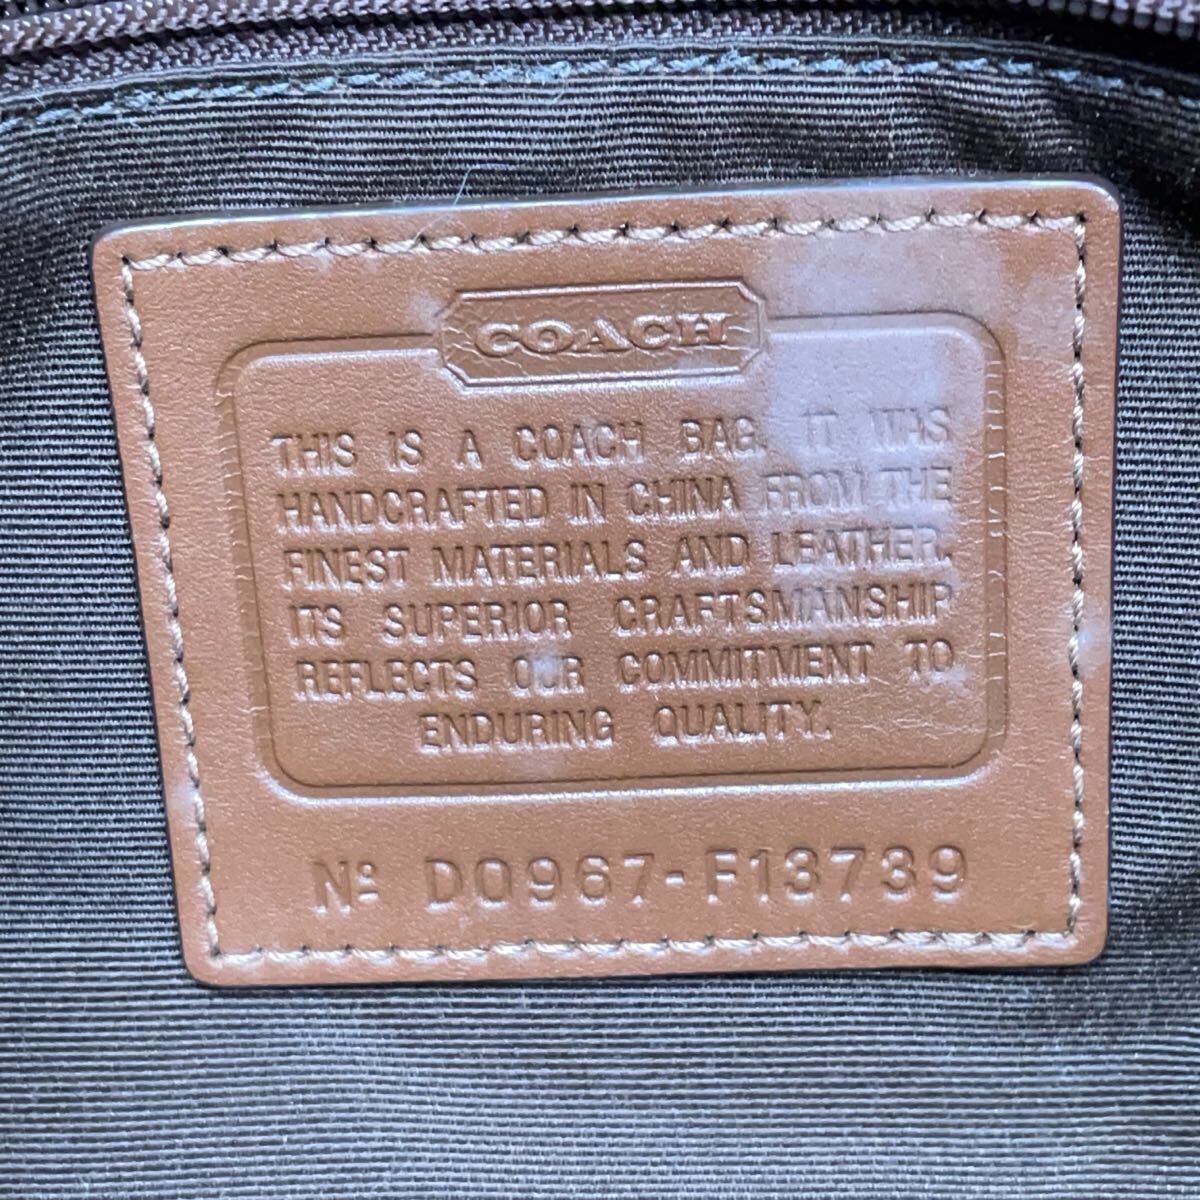 COACH
THIS IS A COACH BAG. IT WAS
HANDCRAFTED IN CHINA FROM THE
FINEST MATERIALS AND LEATHER.
ITS SUPERIOR CRAFTSMANSHIP
REFLECTS OUR COMMITMENT TO
ENDURING QUALITY.
Nº D0967-F13739